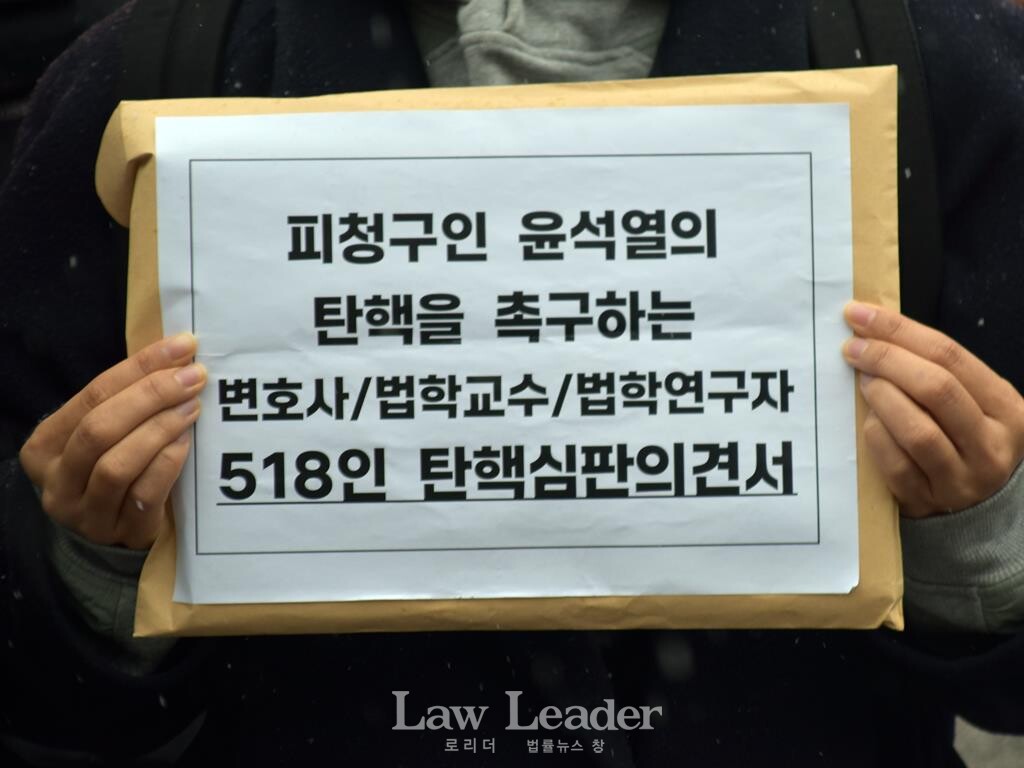 피청구인 윤석열의
탄핵을 촉구하는
변호사/법학교수/법학연구자
518인 탄핵심판의견서
Law Leader
로리더 법률뉴스 창